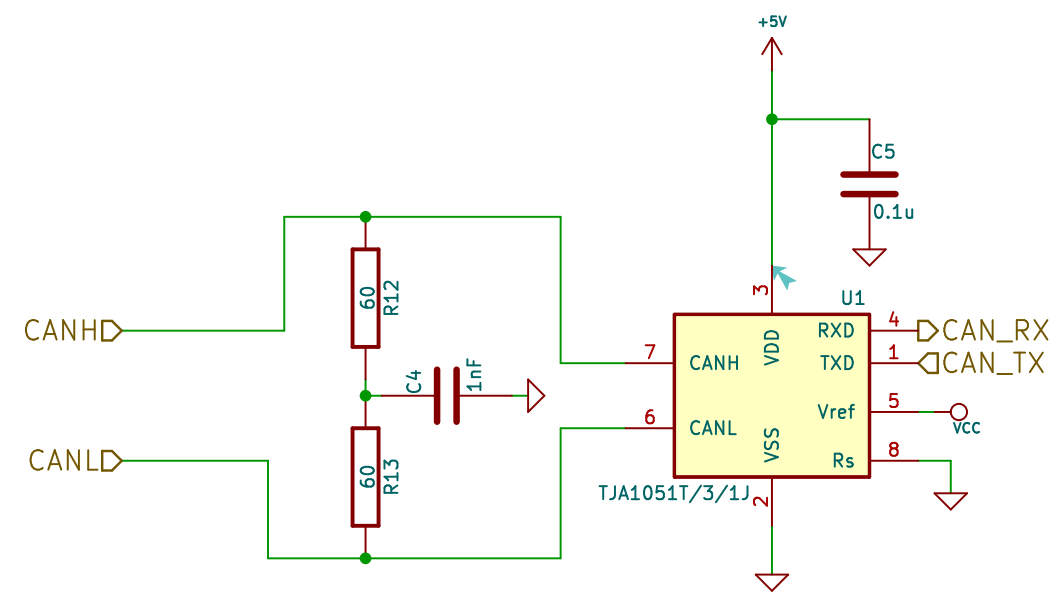 +5V
C5
0.1u
3
U1
R12
60
CANH
C4
1nF
7
CANH
VDD
RXD
4
CAN_RX
TXD
1
CAN_TX
Vref
5
VCC
6
CANL
VSS
Rs
8
CANL
60
R13
TJA1051T/3/1J
2